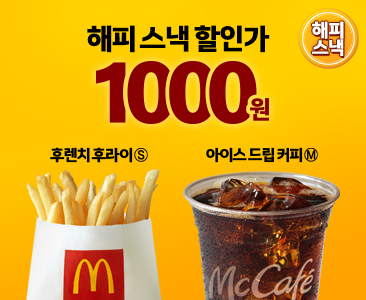 해피 스낵 할인가
해피
스낵
1000원
후렌치 후라이Ⓢ
아이스 드립 커피Ⓜ
McCafé